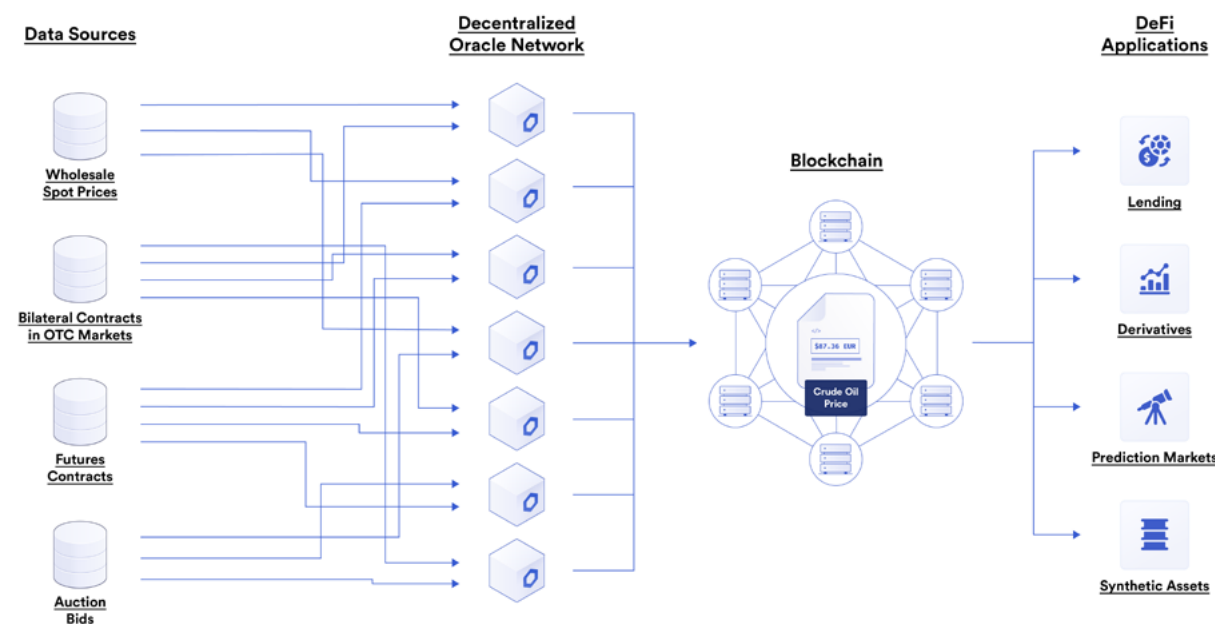 Data Sources
Decentralized
Oracle Network
DeFi
Applications
Wholesale
Spot Prices
Bilateral Contracts
in OTC Markets
Futures
Contracts
Auction
Bids
Blockchain
</>
$87.36 EUR
Crude Oil
Price
Lending
Derivatives
Prediction Markets
Synthetic Assets